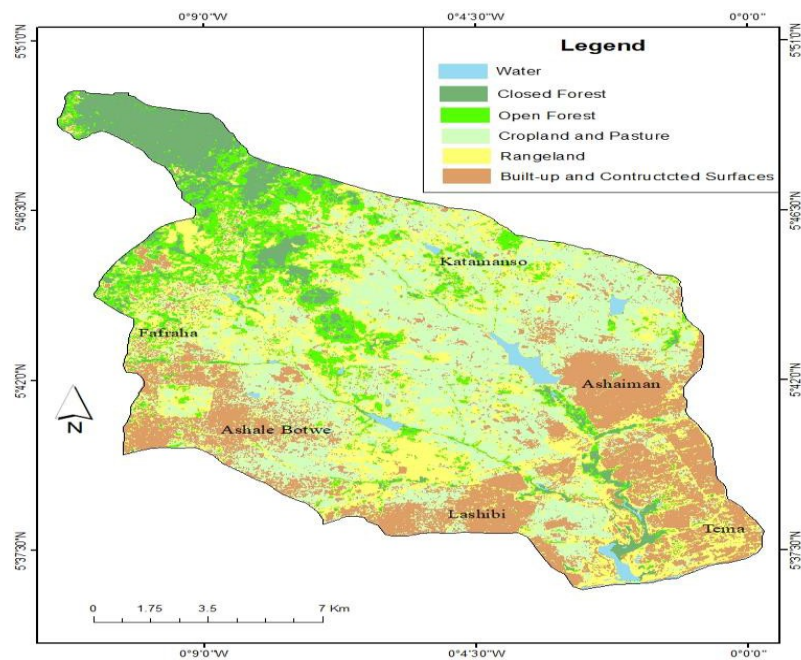 0°9'0"W 0°4'30"W 0°0'0"
5°51'0"N 5°51'0"N
Legend
Water
Closed Forest
Open Forest
Cropland and Pasture
Rangeland
Built-up and Contructcted Surfaces
5°46'30"N 5°46'30"N
Katamanso
Fafraha
5°42'0"N 5°42'0"N
Ashaiman
N
Ashale Botwe
Lashibi
Tema
5°37'30"N 5°37'30"N
0 1.75 3.5 7 Km
0°9'0"W 0°4'30"W 0°0'0"